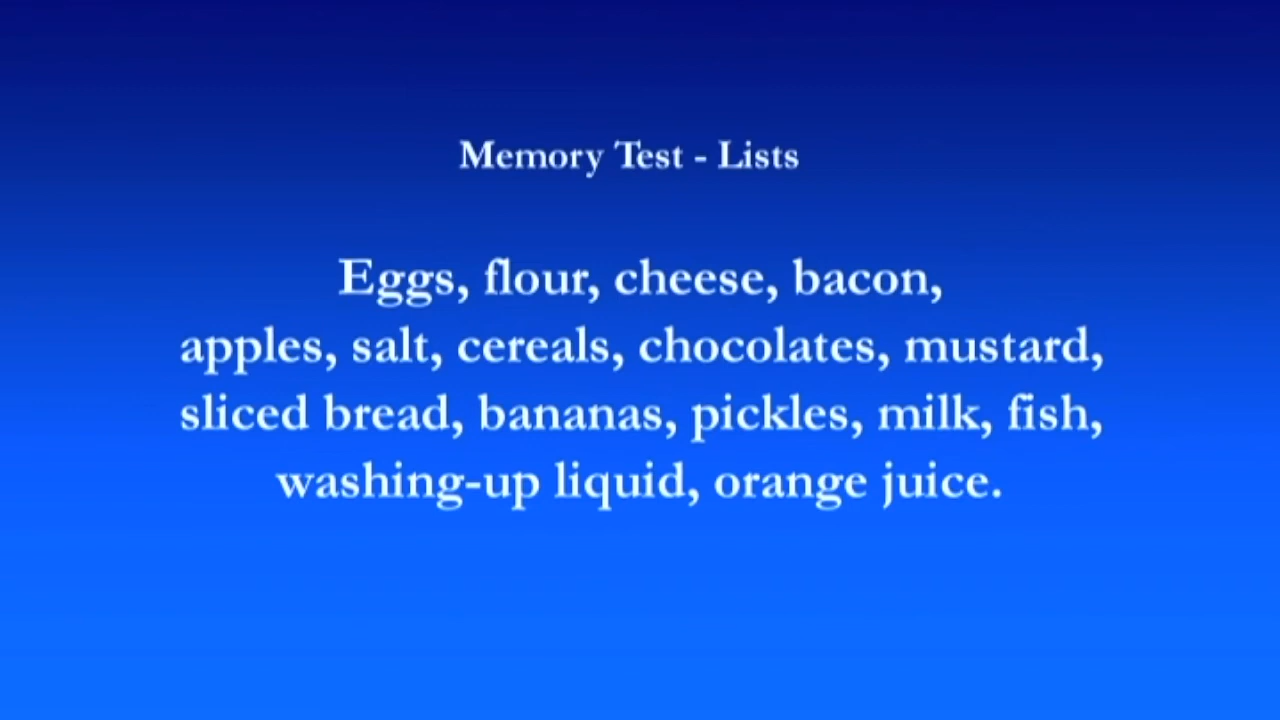 Memory Test - Lists
Eggs, flour, cheese, bacon,
apples, salt, cereals, chocolates, mustard,
sliced bread, bananas, pickles, milk, fish,
washing-up liquid, orange juice.